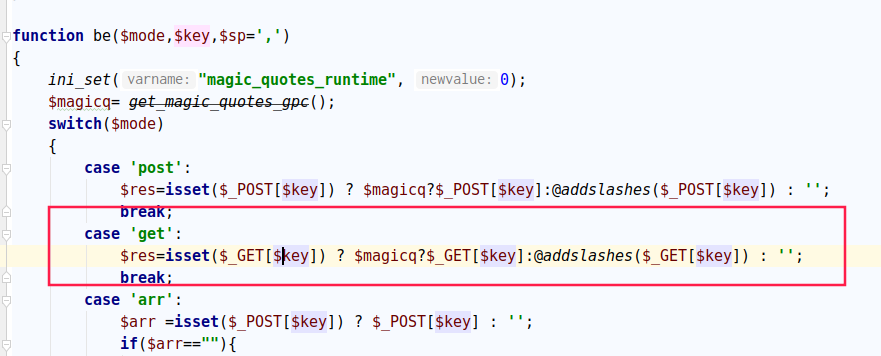 function be($mode,$key,$sp=',')
{
ini_set( varname: "magic_quotes_runtime", newvalue: 0);
$magicq= get_magic_quotes_gpc();
switch($mode)
{
case 'post':
$res=isset($_POST[$key]) ? $magicq?$_POST[$key]:@addslashes($_POST[$key]) : '';
break;
case 'get':
$res=isset($_GET[$key]) ? $magicq?$_GET[$key]:@addslashes($_GET[$key]) : '';
break;
case 'arr':
$arr =isset($_POST[$key]) ? $_POST[$key] : '';
if($arr==""){